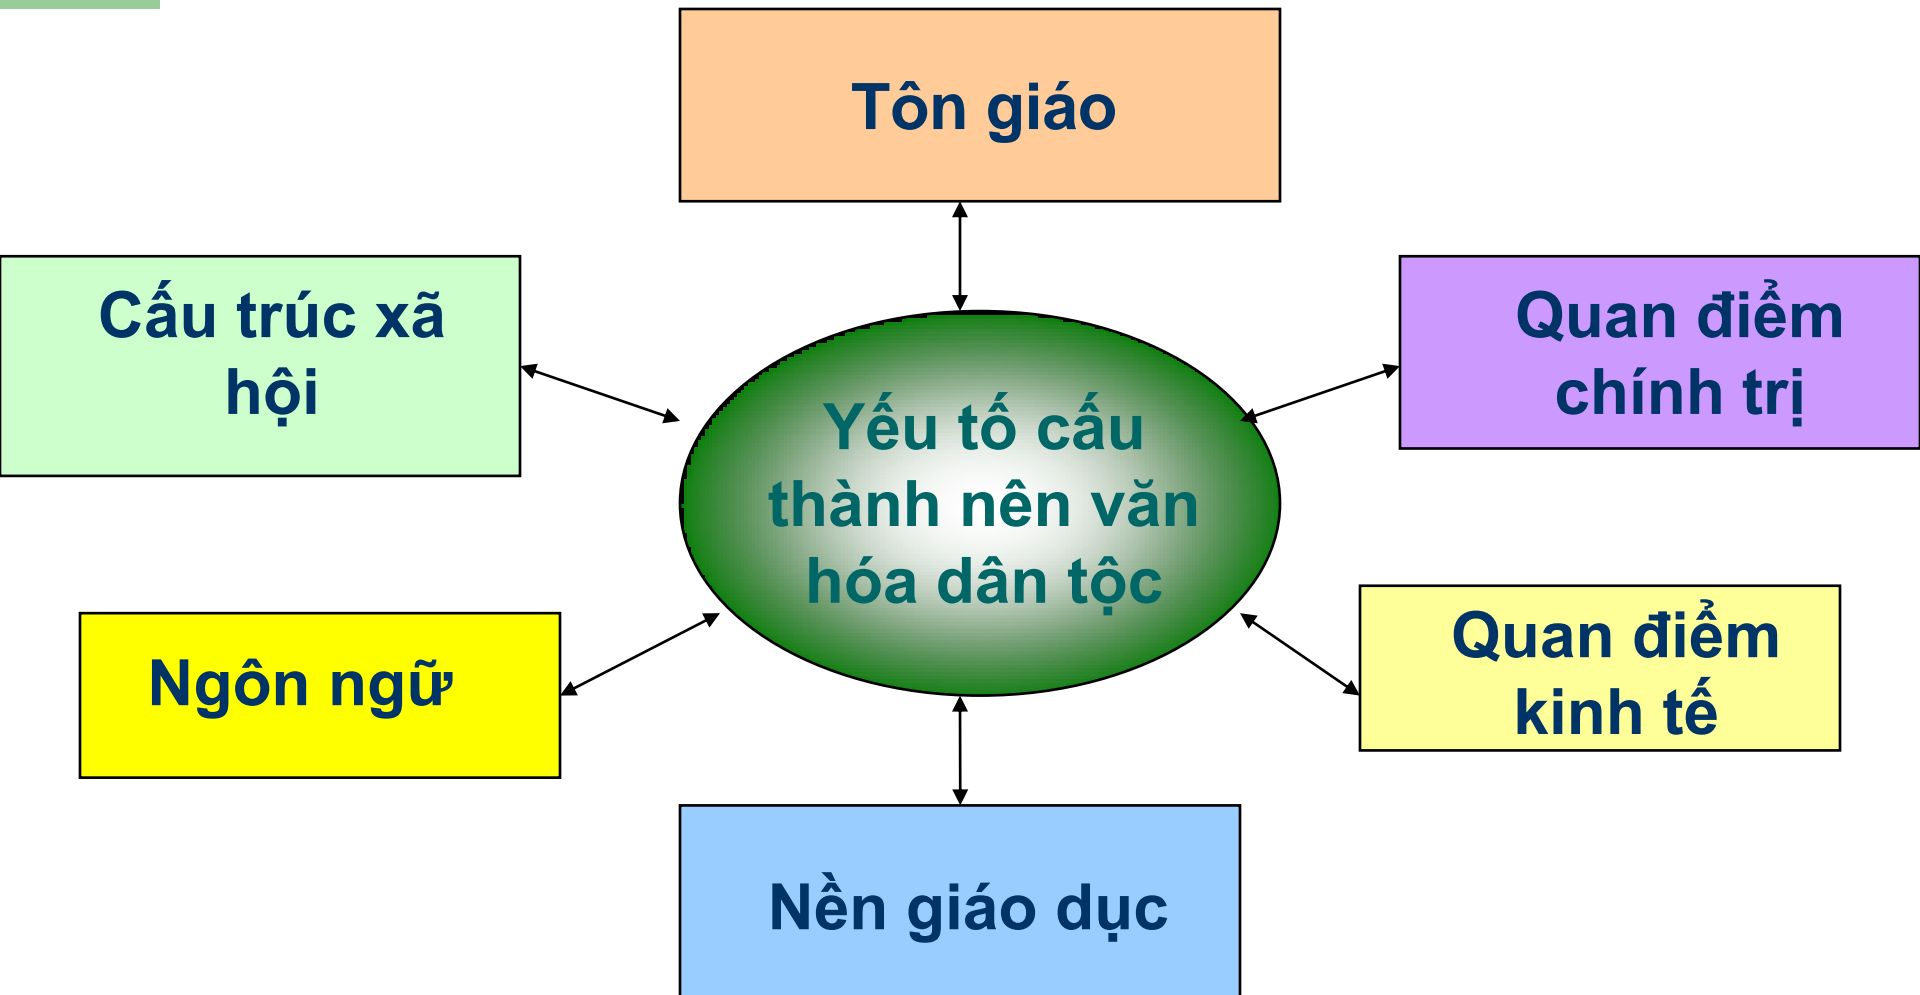 Tôn giáo
Cấu trúc xã
hội
Quan điểm
chính trị
Yếu tố cấu
thành nên văn
hóa dân tộc
Ngôn ngữ
Quan điểm
kinh tế
Nền giáo dục